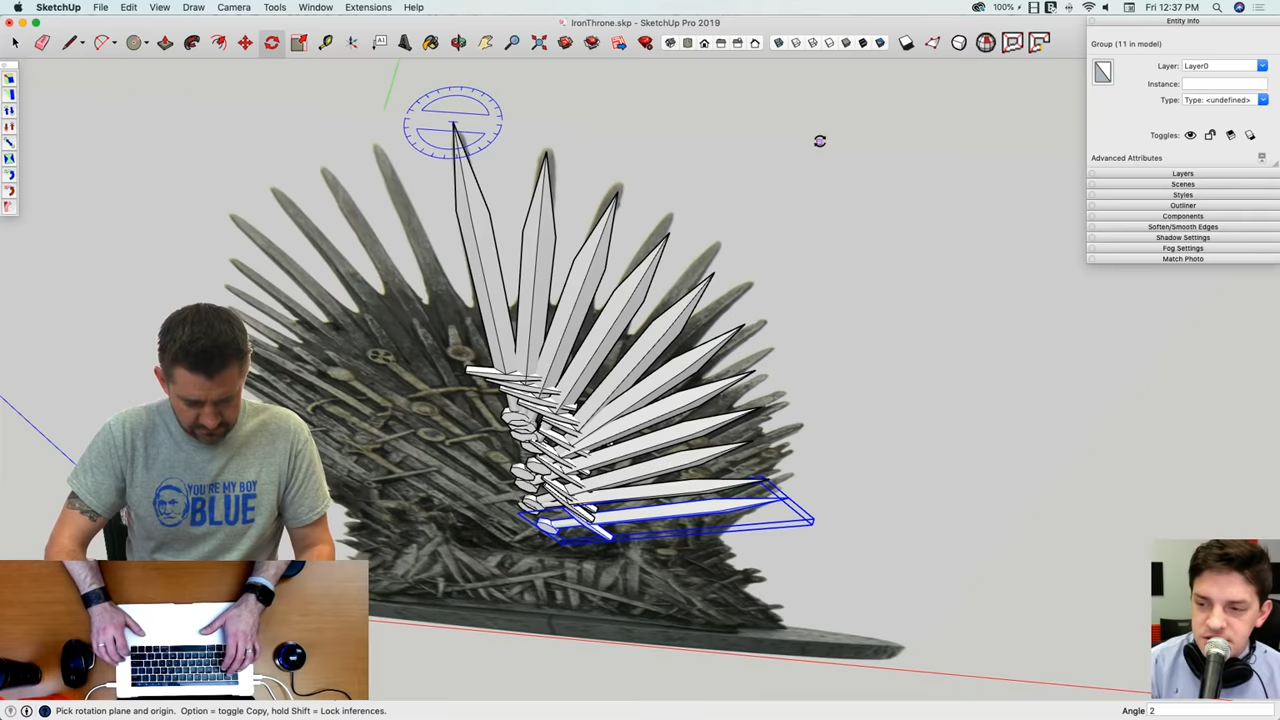 SketchUp File Edit View Draw Camera Tools Window Extensions Help
100% Fri 12:37 PM
IronThrone.skp - SketchUp Pro 2019
Entity Info
Group (11 in model)
Layer: Layer0
Instance:
Type: Type: <undefined>
Toggles:
Advanced Attributes
Layers
Scenes
Styles
Outliner
Components
Soften/Smooth Edges
Shadow Settings
Fog Settings
Match Photo
YOU'RE MY BOY
BLUE
Pick rotation plane and origin. Option = toggle Copy, hold Shift = Lock inferences.
Angle 2